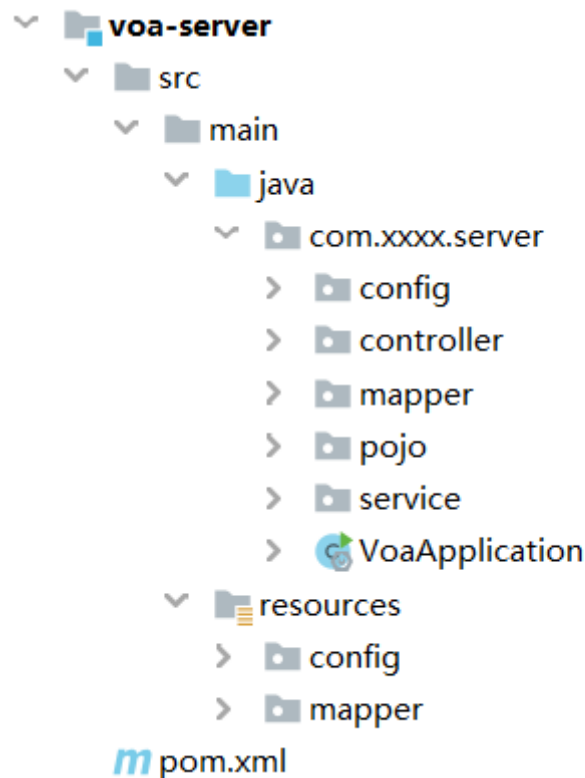 voa-server
src
main
java
com.xxxx.server
config
controller
mapper
pojo
service
VoaApplication
resources
config
mapper
pom.xml